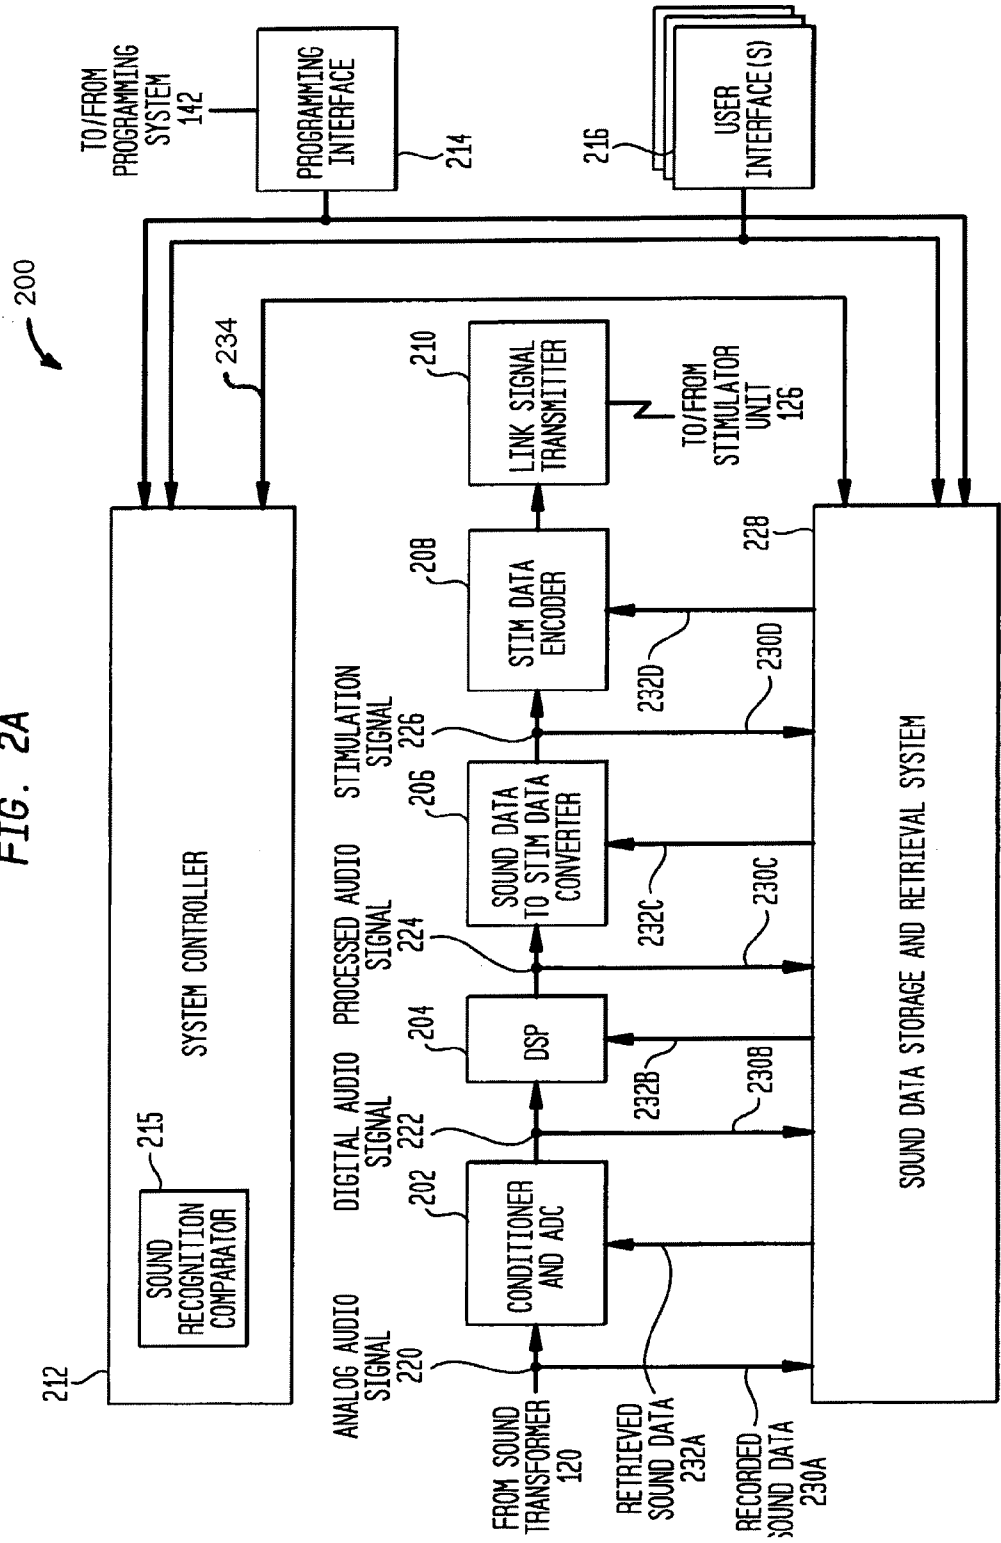 FIG. 2A
200
212
SYSTEM CONTROLLER
215
SOUND
RECOGNITION
COMPARATOR
234
TO/FROM
PROGRAMMING
SYSTEM
142
PROGRAMMING
INTERFACE
214
216
USER
INTERFACE(S)
ANALOG AUDIO
SIGNAL
220
DIGITAL AUDIO
SIGNAL
222
PROCESSED AUDIO
SIGNAL
224
STIMULATION
SIGNAL
226
FROM SOUND
TRANSFORMER
120
202
CONDITIONER
AND ADC
204
DSP
206
SOUND DATA
TO STIM DATA
CONVERTER
208
STIM DATA
ENCODER
210
LINK SIGNAL
TRANSMITTER
TO/FROM
STIMULATOR
UNIT
126
RETRIEVED
SOUND DATA
232A
232B
232C
232D
RECORDED
SOUND DATA
230A
230B
230C
230D
228
SOUND DATA STORAGE AND RETRIEVAL SYSTEM